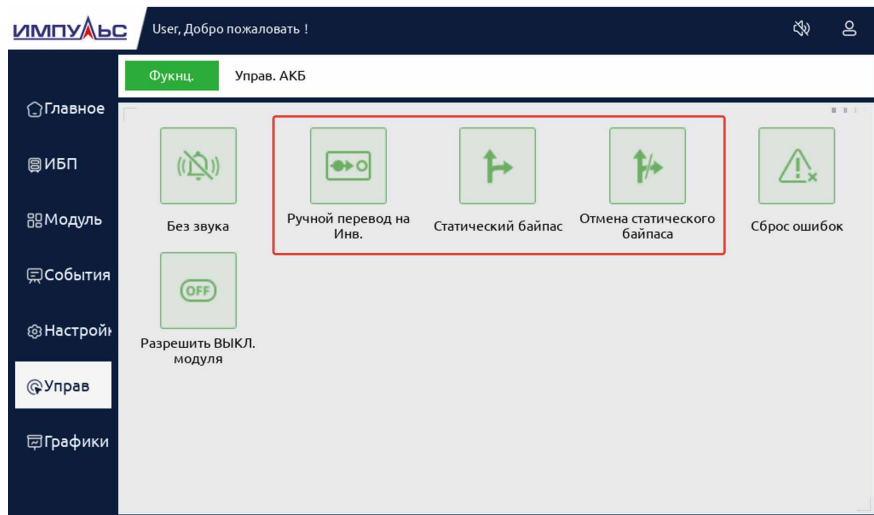 ИМПУЛЬС
User, Добро пожаловать !
Фукнц.
Управ. АКБ
Главное
ИБП
Модуль
События
Настройк
Управ
Графики
Без звука
Ручной перевод на
Инв.
Статический байпас
Отмена статического
байпаса
Сброс ошибок
OFF
Разрешить ВЫКЛ.
модуля